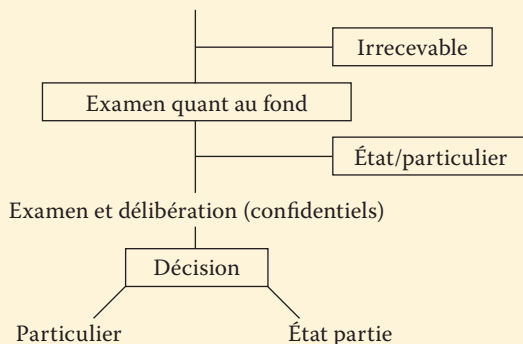 Irrecevable
Examen quant au fond
État/particulier
Examen et délibération (confidentiels)
Décision
Particulier
État partie